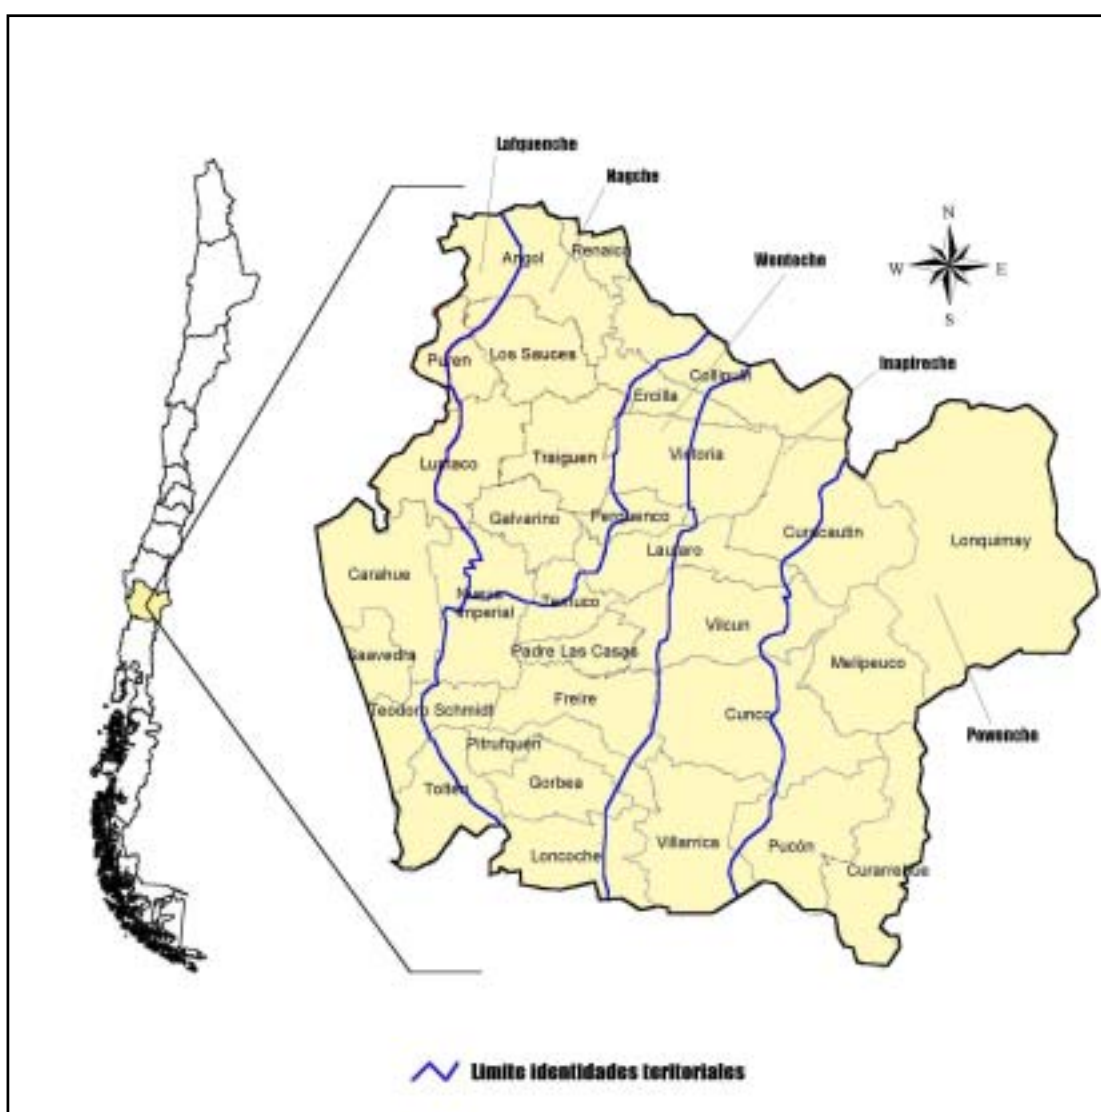 Lafquenche
Nagche
N
Angol
Renaico
Wenteche
W
E
S
Puren
Los Sauces
Inapireche
Collipulli
Ercilla
Lumaco
Traiguen
Victoria
Galvarino
Perquenco
Curacautin
Lonquimay
Lautaro
Carahue
Nueva
Imperial
Temuco
Vilcun
Saavedra
Padre Las Casas
Melipeuco
Teodoro Schmidt
Freire
Cunco
Pewenche
Pitrufquen
Tolten
Gorbea
Loncoche
Villarrica
Pucón
Curarrehue
Limite identidades teritoriales